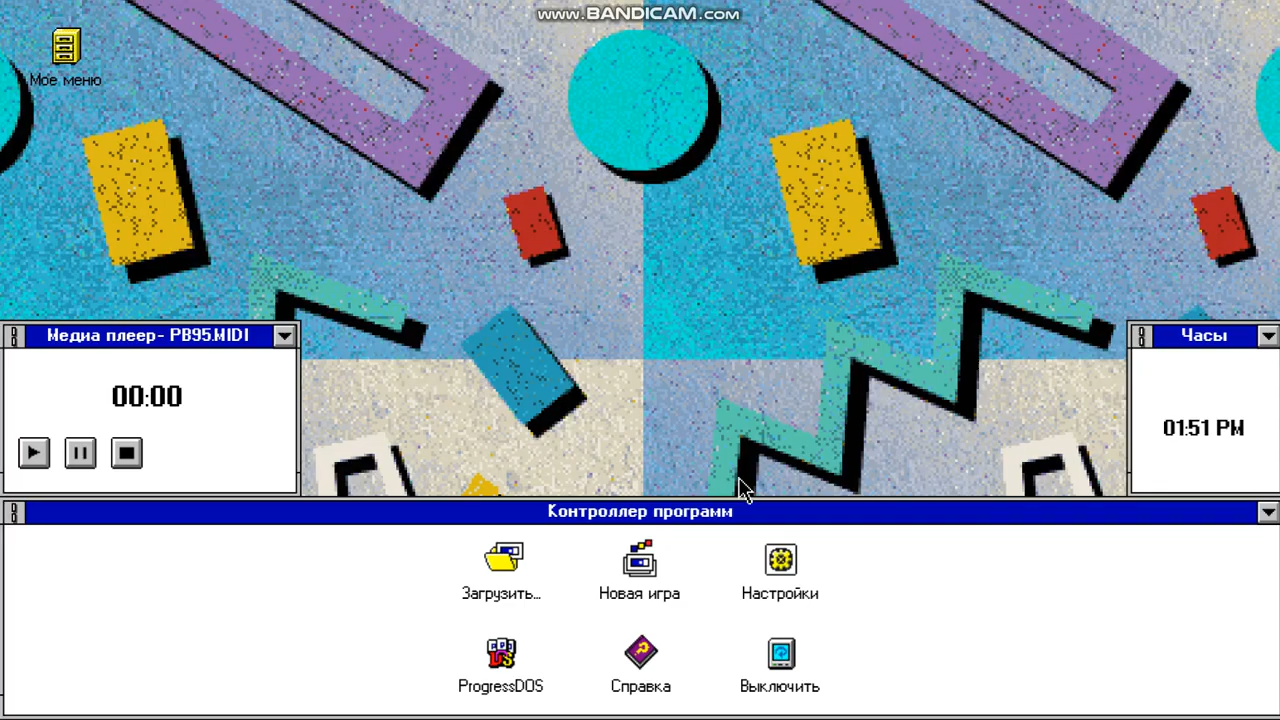 www.BANDICAM.com
Мое меню
Медиа плеер- PB95.MIDI
00:00
Часы
01:51 PM
Контроллер программ
Загрузить...
Новая игра
Настройки
ProgressDOS
Справка
Выключить